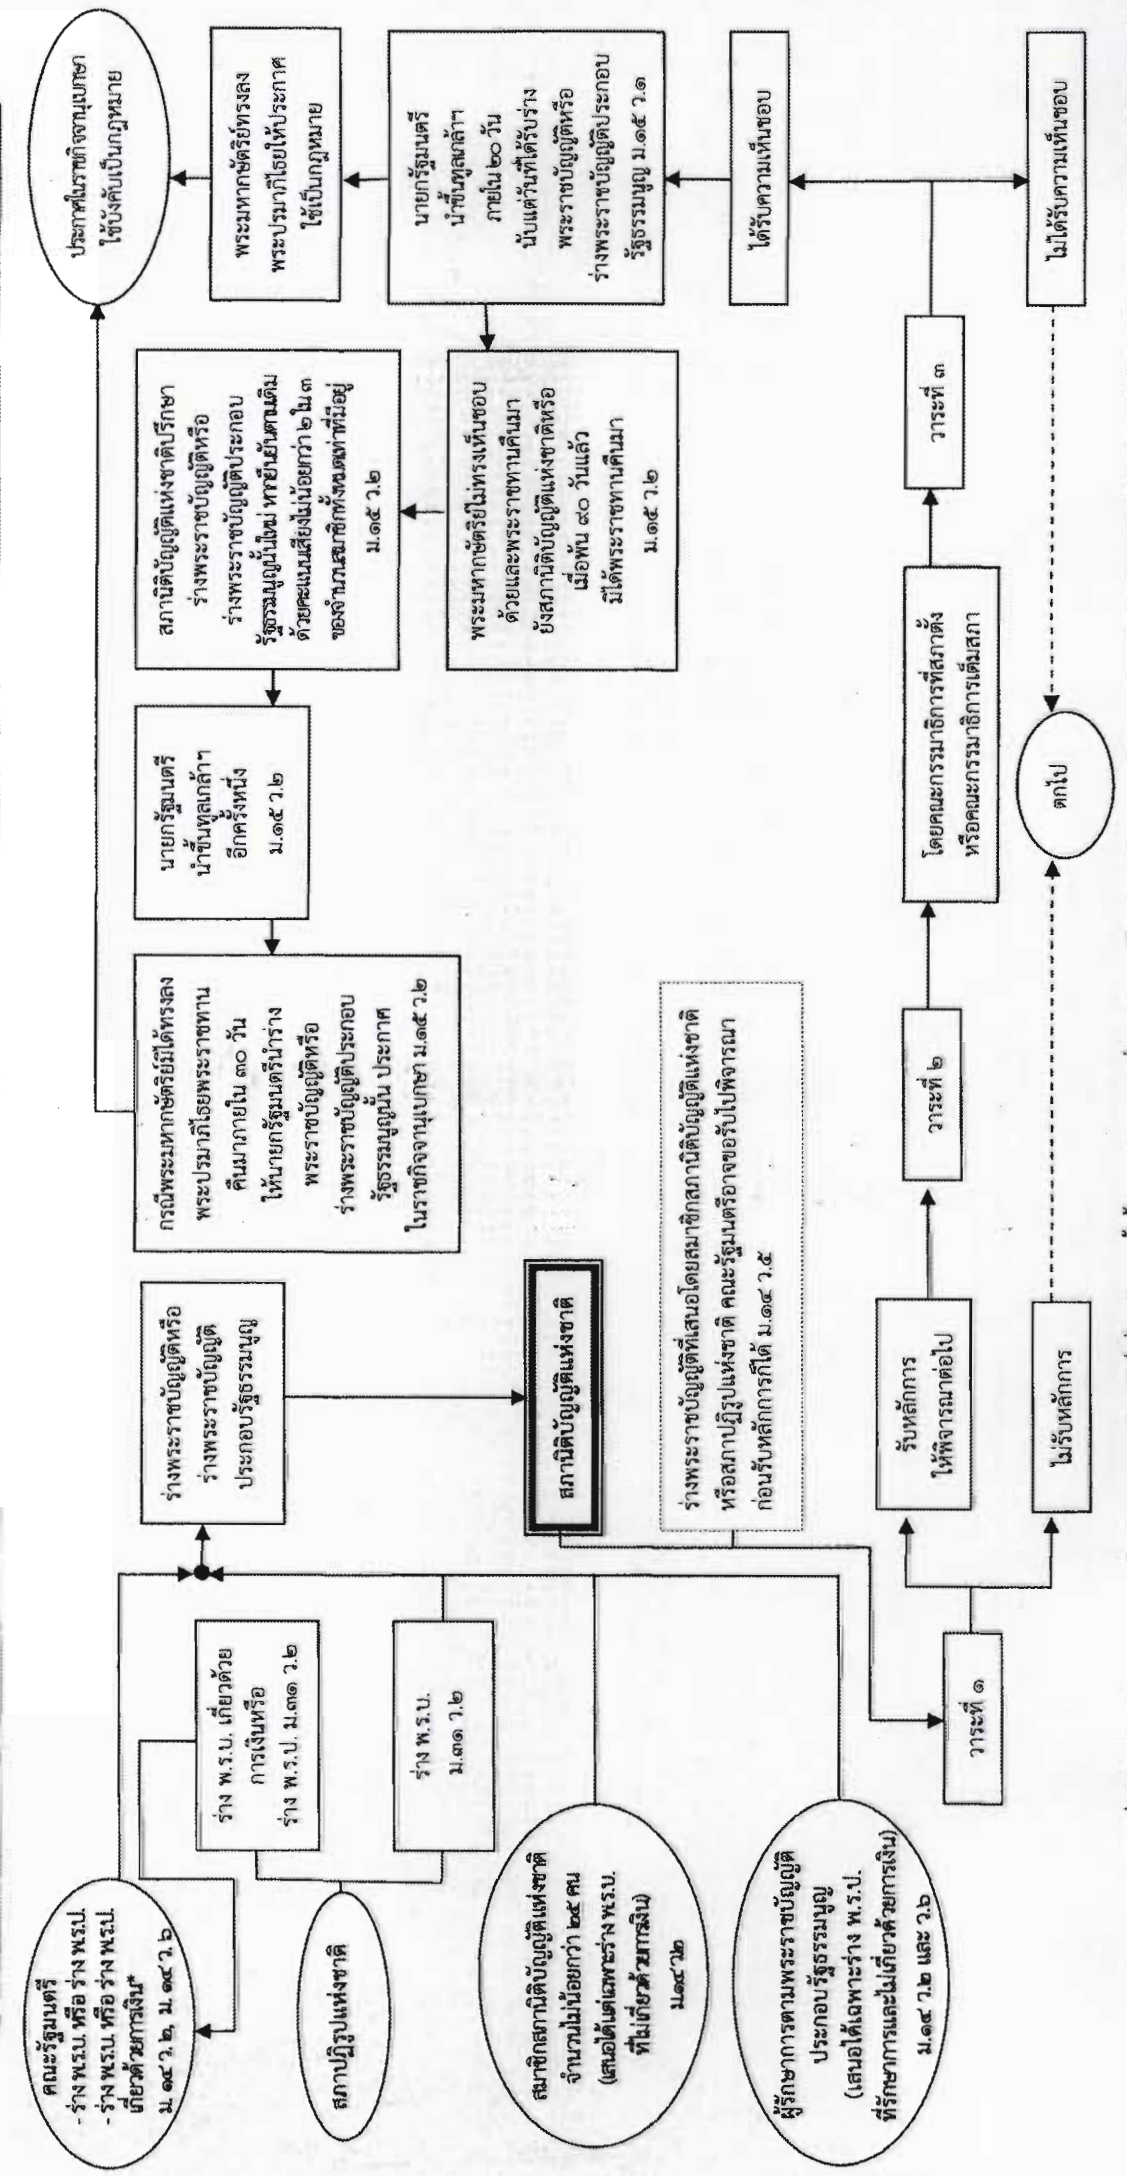 คณะรัฐมนตรี
- ร่าง พ.ร.บ. หรือ ร่าง พ.ร.ป.
- ร่าง พ.ร.บ. หรือ ร่าง พ.ร.ป.
เกี่ยวด้วยการเงิน*
ม. ๑๔ ว. ๒, ม. ๑๔ ว. ๖
สภาปฏิรูปแห่งชาติ
สมาชิกสภานิติบัญญัติแห่งชาติ
จำนวนไม่น้อยกว่า ๒๕ คน
(เสนอได้แต่เฉพาะร่าง พ.ร.บ.
ที่ไม่เกี่ยวด้วยการเงิน)
ม.๑๔ ว.๒
ผู้รักษาการตามพระราชบัญญัติ
ประกอบรัฐธรรมนูญ
(เสนอได้เฉพาะร่าง พ.ร.ป.
ที่รักษาการและไม่เกี่ยวด้วยการเงิน)
ม.๑๔ ว.๒ และ ว.๖
ร่าง พ.ร.บ. เกี่ยวด้วย
การเงินหรือ
ร่าง พ.ร.ป. ม.๓๑ ว.๒
ร่าง พ.ร.บ.
ม.๓๑ ว.๒
ร่างพระราชบัญญัติหรือ
ร่างพระราชบัญญัติ
ประกอบรัฐธรรมนูญ
สภานิติบัญญัติแห่งชาติ
ร่างพระราชบัญญัติที่เสนอโดยสมาชิกสภานิติบัญญัติแห่งชาติ
หรือสภาปฏิรูปแห่งชาติ คณะรัฐมนตรีอาจขอรับไปพิจารณา
ก่อนรับหลักการก็ได้ ม.๑๔ ว.๕
วาระที่ ๑
รับหลักการ
ให้พิจารณาต่อไป
ไม่รับหลักการ
วาระที่ ๒
โดยคณะกรรมาธิการที่สภาตั้ง
หรือคณะกรรมาธิการเต็มสภา
ตกไป
วาระที่ ๓
ได้รับความเห็นชอบ
ไม่ได้รับความเห็นชอบ
นายกรัฐมนตรี
นำขึ้นทูลเกล้าฯ
ภายใน ๒๐ วัน
นับแต่วันที่ได้รับร่าง
พระราชบัญญัติหรือ
ร่างพระราชบัญญัติประกอบ
รัฐธรรมนูญ ม.๑๕ ว.๑
พระมหากษัตริย์ทรงลง
พระปรมาภิไธยให้ประกาศ
ใช้เป็นกฎหมาย
ประกาศในราชกิจจานุเบกษา
ใช้บังคับเป็นกฎหมาย
พระมหากษัตริย์ไม่ทรงเห็นชอบ
ด้วยและพระราชทานคืนมา
ยังสภานิติบัญญัติแห่งชาติหรือ
เมื่อพ้น ๙๐ วันแล้ว
มิได้พระราชทานคืนมา
ม.๑๕ ว.๒
สภานิติบัญญัติแห่งชาติปรึกษา
ร่างพระราชบัญญัติหรือ
ร่างพระราชบัญญัติประกอบ
รัฐธรรมนูญนั้นใหม่ หากยืนยันตามเดิม
ด้วยคะแนนเสียงไม่น้อยกว่า ๒ ใน ๓
ของจำนวนสมาชิกทั้งหมดเท่าที่มีอยู่
ม.๑๕ ว.๒
นายกรัฐมนตรี
นำขึ้นทูลเกล้าฯ
อีกครั้งหนึ่ง
ม.๑๕ ว.๒
กรณีพระมหากษัตริย์มิได้ทรงลง
พระปรมาภิไธยพระราชทาน
คืนมาภายใน ๓๐ วัน
ให้นายกรัฐมนตรีนำร่าง
พระราชบัญญัติหรือ
ร่างพระราชบัญญัติประกอบ
รัฐธรรมนูญนั้น ประกาศ
ในราชกิจจานุเบกษา ม.๑๕ ว.๒